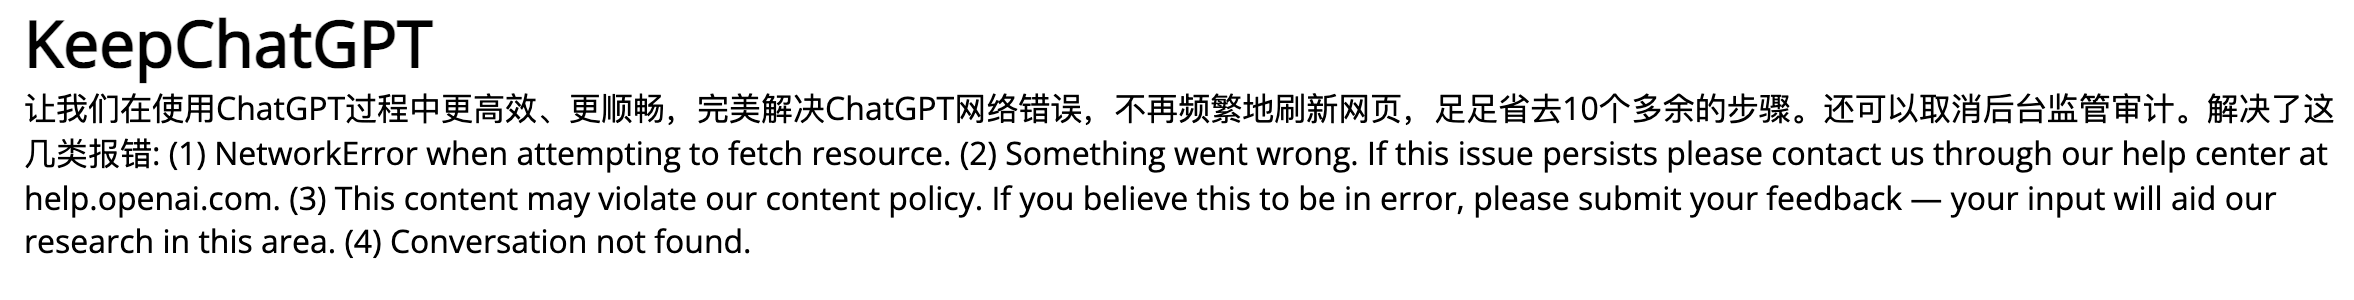 KeepChatGPT
让我们在使用ChatGPT过程中更高效、更顺畅，完美解决ChatGPT网络错误，不再频繁地刷新网页，足足省去10个多余的步骤。还可以取消后台监管审计。解决了这
几类报错: (1) NetworkError when attempting to fetch resource. (2) Something went wrong. If this issue persists please contact us through our help center at
help.openai.com. (3) This content may violate our content policy. If you believe this to be in error, please submit your feedback — your input will aid our
research in this area. (4) Conversation not found.